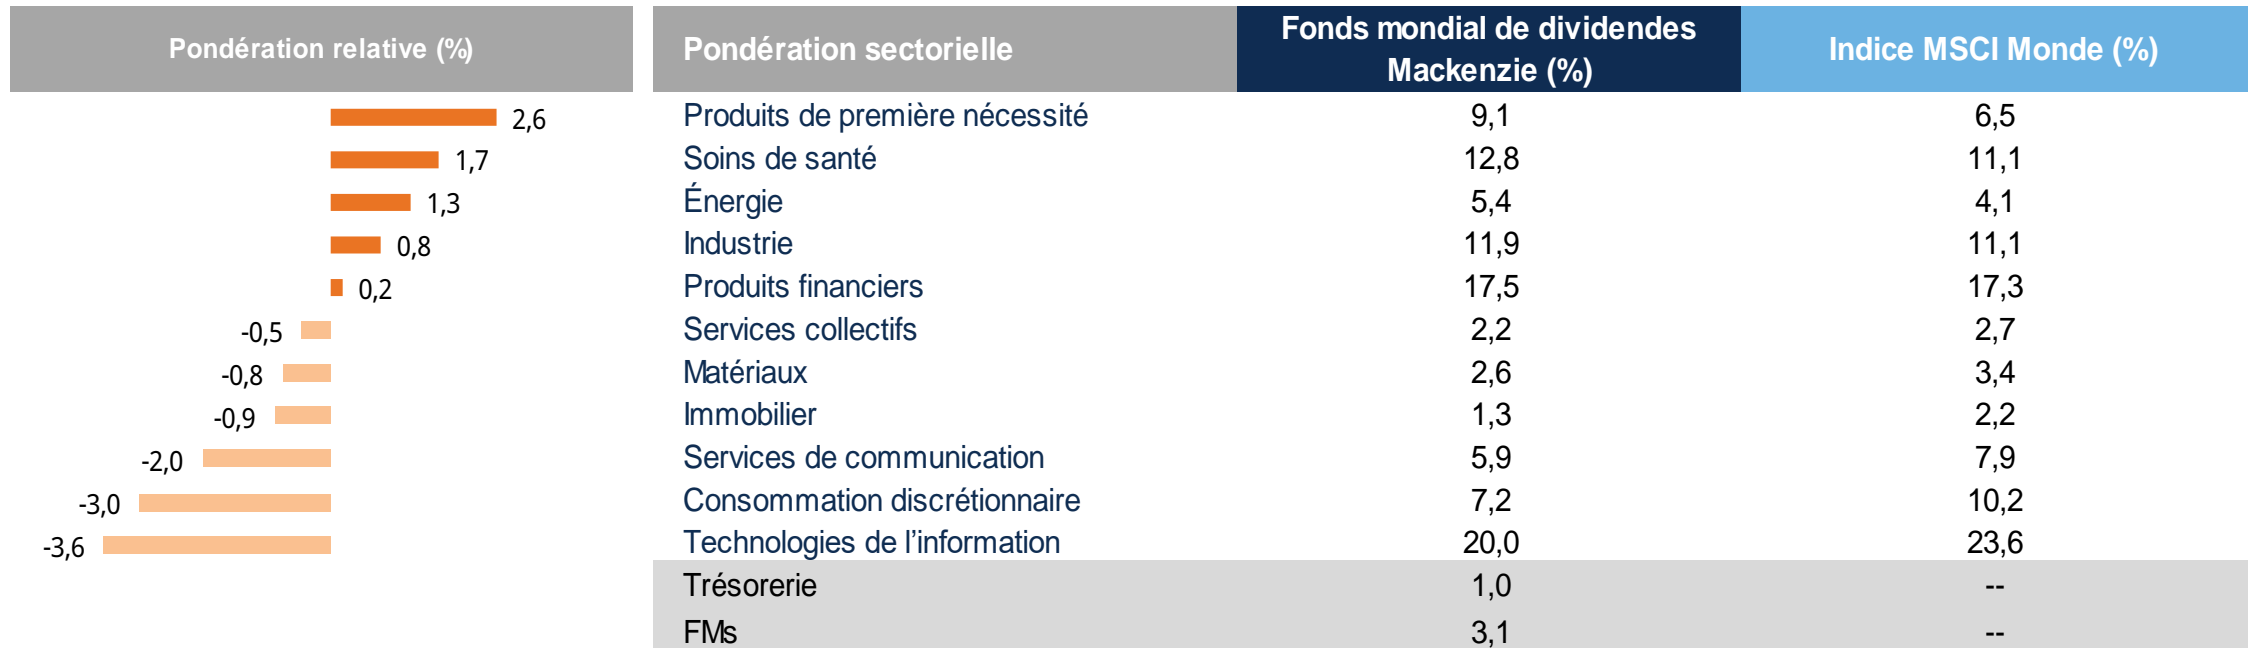 Pondération relative (%) Pondération sectorielle Fonds mondial de dividendes Mackenzie (%) Indice MSCI Monde (%)
2,6 Produits de première nécessité 9,1 6,5
1,7 Soins de santé 12,8 11,1
1,3 Énergie 5,4 4,1
0,8 Industrie 11,9 11,1
0,2 Produits financiers 17,5 17,3
-0,5 Services collectifs 2,2 2,7
-0,8 Matériaux 2,6 3,4
-0,9 Immobilier 1,3 2,2
-2,0 Services de communication 5,9 7,9
-3,0 Consommation discrétionnaire 7,2 10,2
-3,6 Technologies de l’information 20,0 23,6
Trésorerie 1,0 --
FMs 3,1 --